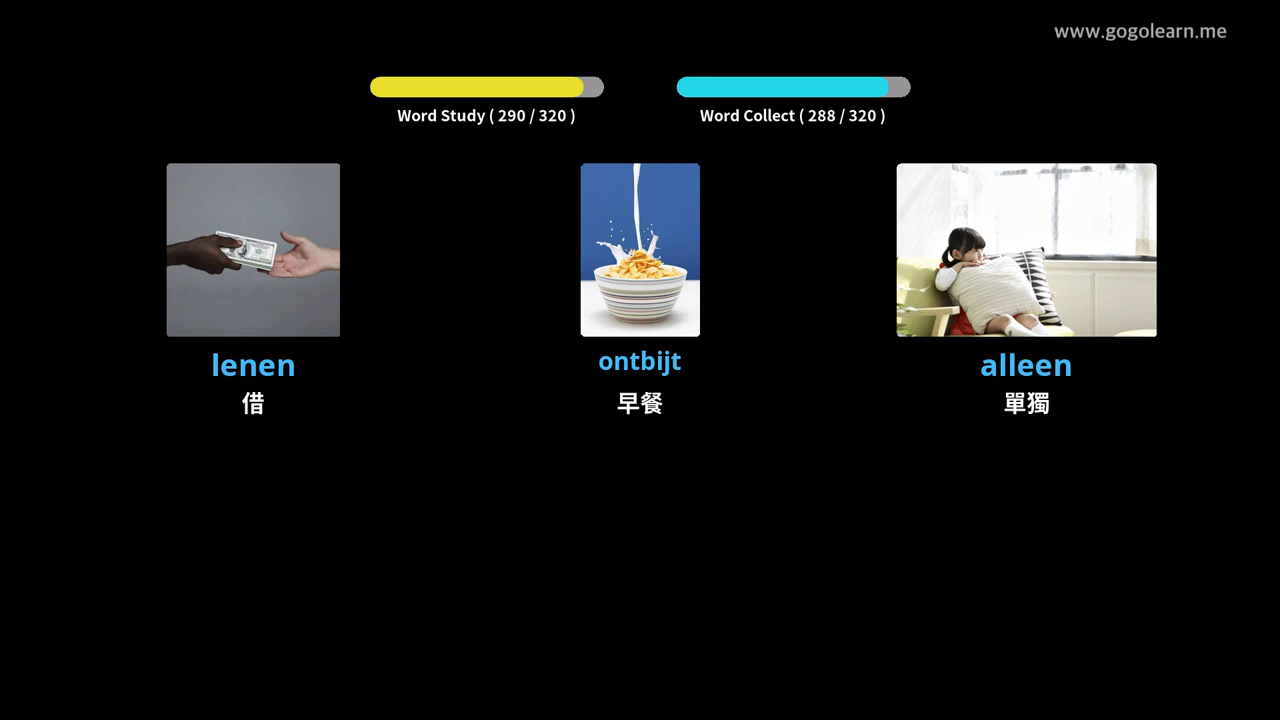 www.gogolearn.me
Word Study ( 290 / 320 )
Word Collect ( 288 / 320 )
lenen
借
ontbijt
早餐
alleen
單獨